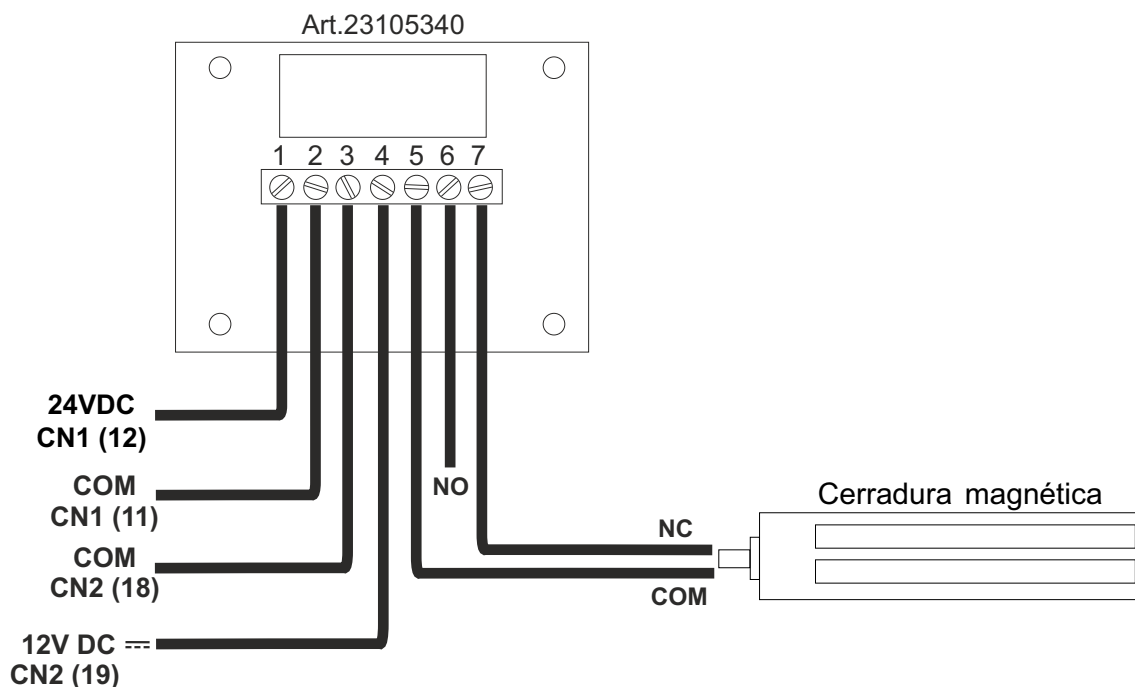 Art.23105340
1 2 3 4 5 6 7
24VDC
CN1 (12)
COM
CN1 (11)
NO
COM
CN2 (18)
12V DC ⎓
CN2 (19)
Cerradura magnética
NC
COM